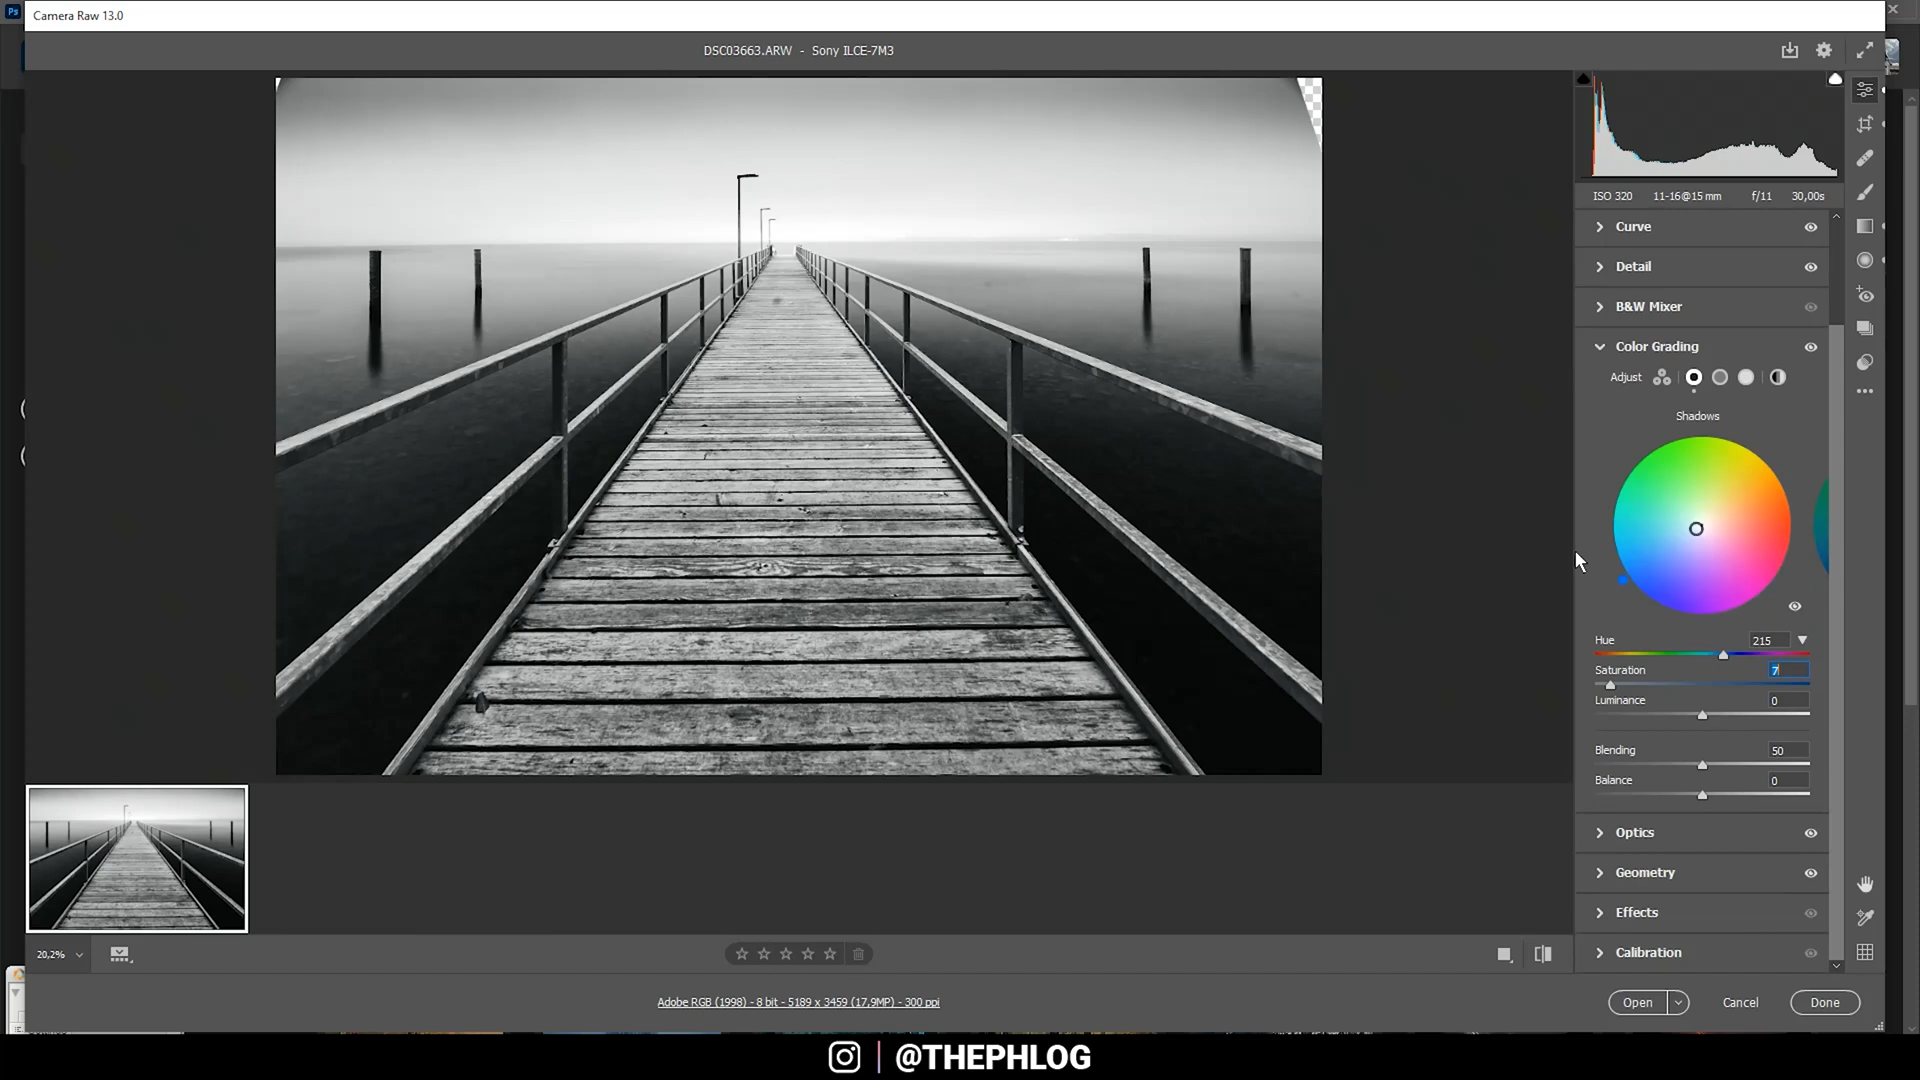 Ps
Camera Raw 13.0
DSC03663.ARW - Sony ILCE-7M3
ISO 320 11-16@15 mm f/11 30,00s
Curve
Detail
B&W Mixer
Color Grading
Adjust
Shadows
Hue 215
Saturation 7
Luminance 0
Blending 50
Balance 0
Optics
Geometry
Effects
Calibration
20,2%
Adobe RGB (1998) - 8 bit - 5189 x 3459 (17,9MP) - 300 ppi
Open Cancel Done
@THEPHLOG